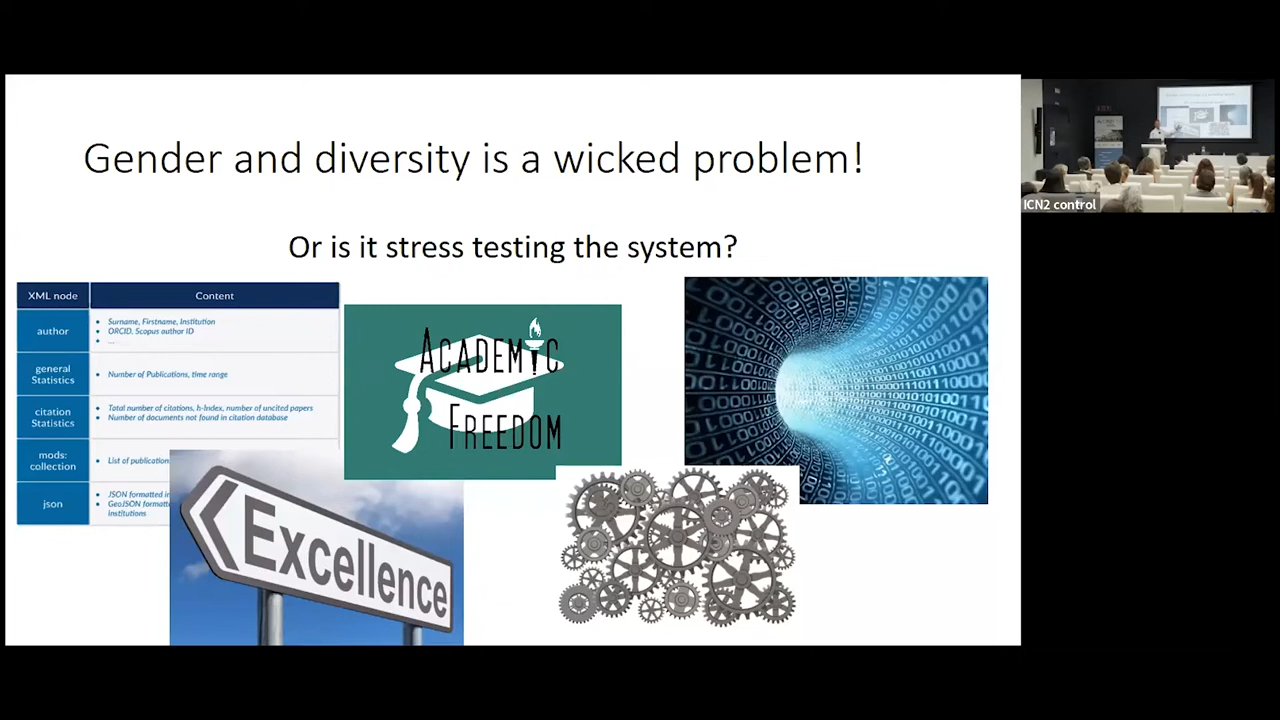 Gender and diversity is a wicked problem!
Or is it stress testing the system?
XML node
Content
author
• Surname, Firstname, Institution
• ORCID, Scopus author ID
• ....
general
Statistics
• Number of Publications, time range
citation
Statistics
• Total number of citations, h-Index, number of uncited papers
• Number of documents not found in citation database
mods:
collection
• List of publication
json
• JSON formatted in
• GeoJSON formatte
institutions
ACADEMIC
FREEDOM
Excellence
ICN2 control